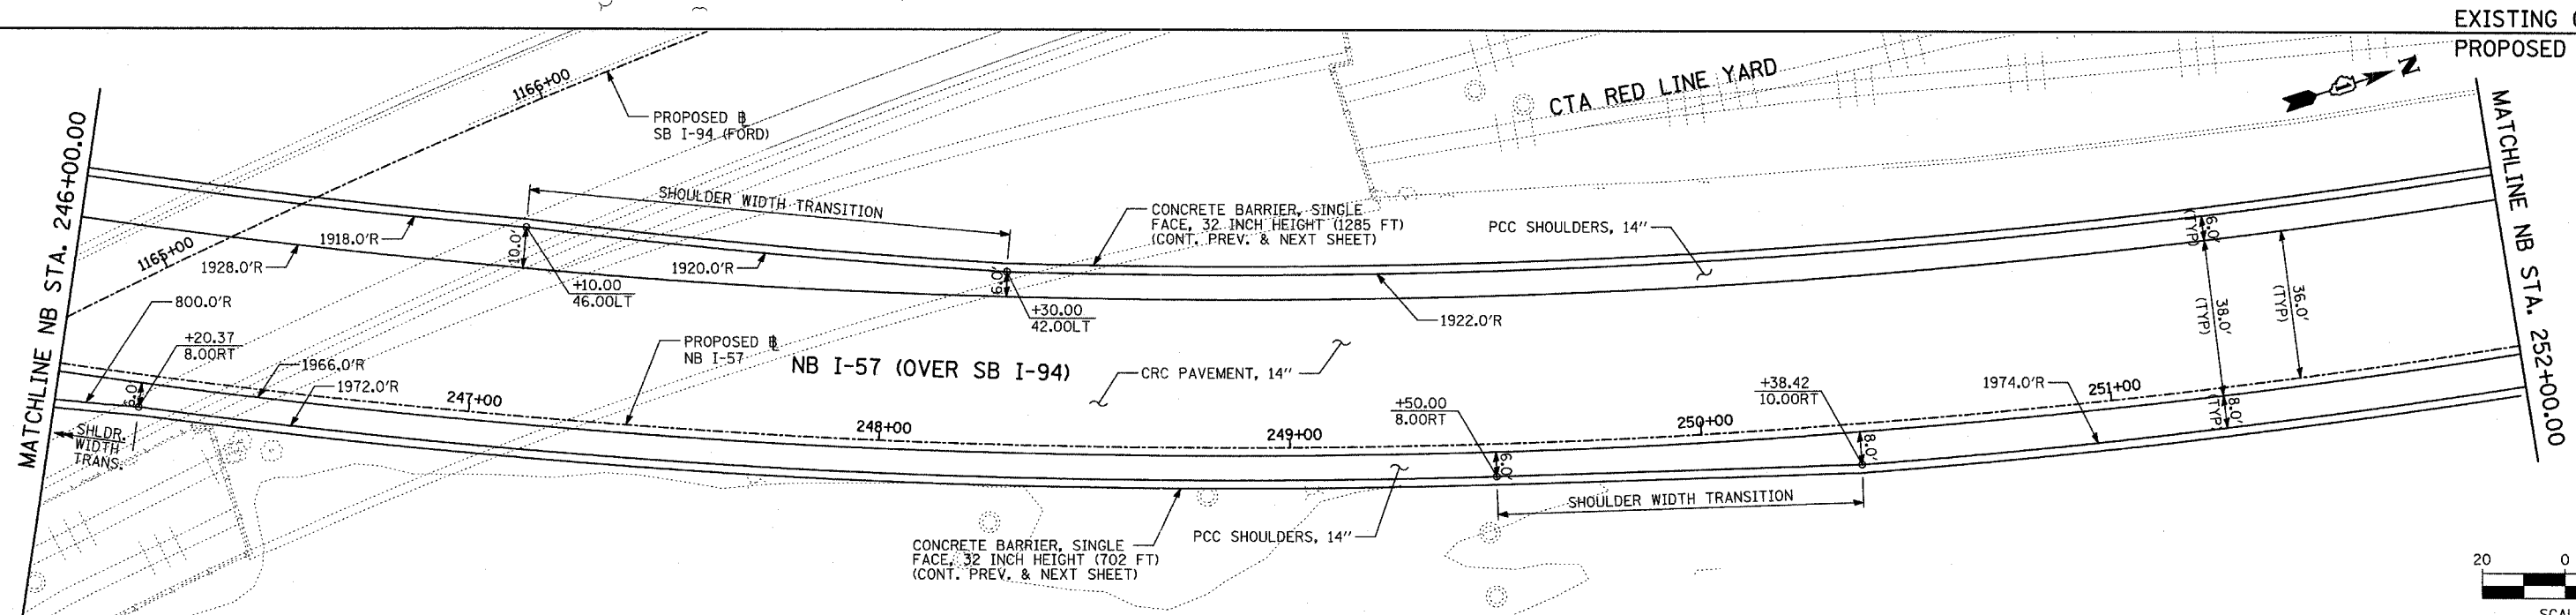 EXISTING
PROPOSED
N
1
1166+00
PROPOSED B
SB I-94 (FORD)
CTA RED LINE YARD
MATCHLINE NB STA. 246+00.00
MATCHLINE NB STA. 252+00.00
SHOULDER WIDTH TRANSITION
CONCRETE BARRIER, SINGLE
FACE, 32 INCH HEIGHT (1285 FT)
(CONT. PREV. & NEXT SHEET)
PCC SHOULDERS, 14"
1165+00
1918.0'R
1928.0'R
10.0'
1920.0'R
6.0'
6.0'
(TYP)
+10.00
46.00LT
+30.00
42.00LT
1922.0'R
38.0'
(TYP)
36.0'
(TYP)
800.0'R
+20.37
8.00RT
6.0'
1966.0'R
1972.0'R
PROPOSED B
NB I-57
NB I-57 (OVER SB I-94)
CRC PAVEMENT, 14"
+50.00
8.00RT
+38.42
10.00RT
1974.0'R
247+00
248+00
249+00
250+00
251+00
SHLDR.
WIDTH
TRANS.
6.0'
8.0'
8.0'
(TYP)
SHOULDER WIDTH TRANSITION
CONCRETE BARRIER, SINGLE
FACE, 32 INCH HEIGHT (702 FT)
(CONT. PREV. & NEXT SHEET)
PCC SHOULDERS, 14"
20
0